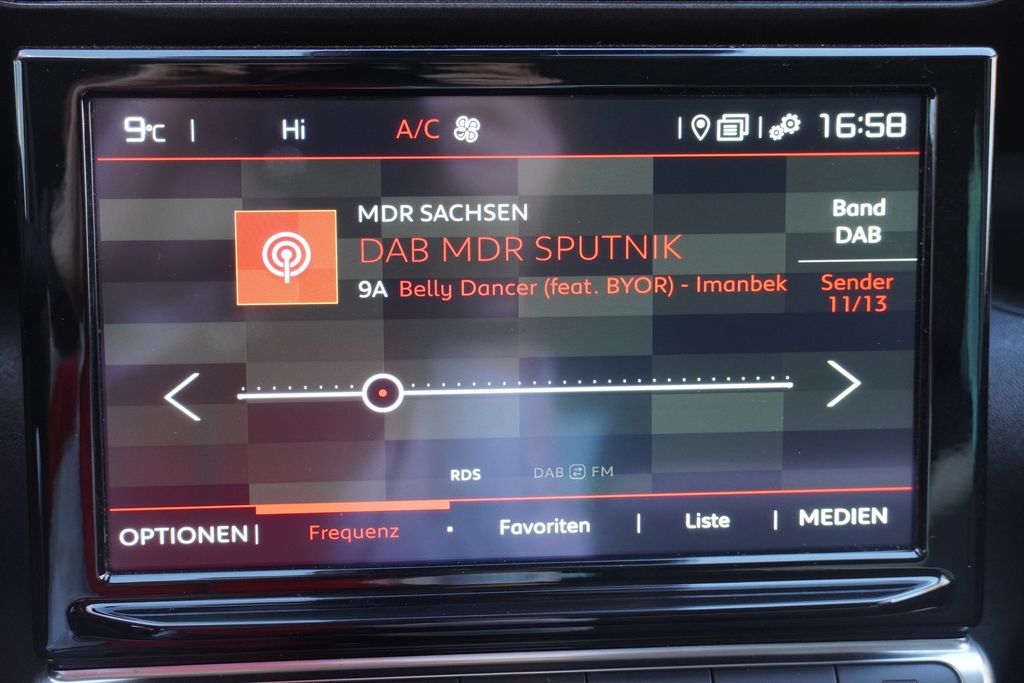 9°C | Hi A/C | | 16:58
MDR SACHSEN
DAB MDR SPUTNIK
9A Belly Dancer (feat. BYOR) - Imanbek
Band
DAB
Sender
11/13
RDS DAB FM
OPTIONEN | Frequenz Favoriten | Liste | MEDIEN